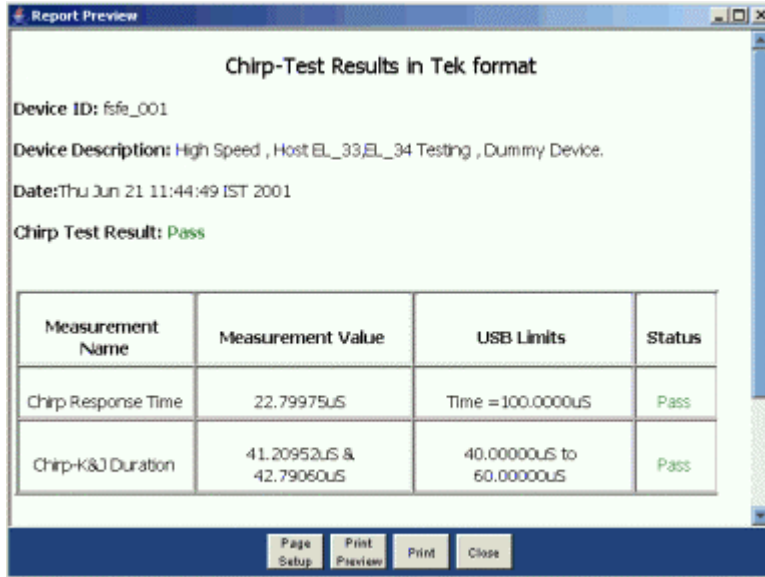 Report Preview
Chirp-Test Results in Tek format
Device ID: fsfe_001
Device Description: High Speed , Host EL_33,EL_34 Testing , Dummy Device.
Date:Thu Jun 21 11:44:49 IST 2001
Chirp Test Result: Pass
Measurement Name
Measurement Value
USB Limits
Status
Chirp Response Time
22.79975uS
Time =100.0000uS
Pass
Chirp-K&J Duration
41.20952uS &
42.79060uS
40.00000uS to
60.00000uS
Pass
Page Setup
Print Preview
Print
Close